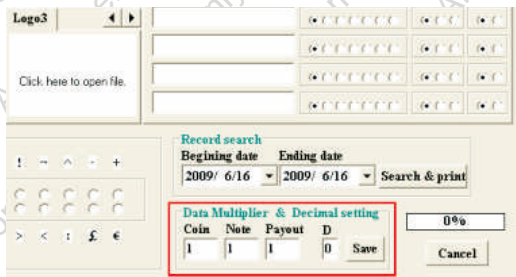 Logo3
Click here to open file.
! ¬ ^ - +
> < : £ €
Record search
Begining date Ending date
2009/ 6/16 2009/ 6/16 Search & print
Data Multiplier & Decimal setting
Coin Note Payout D
1 1 1 0 Save
0%
Cancel